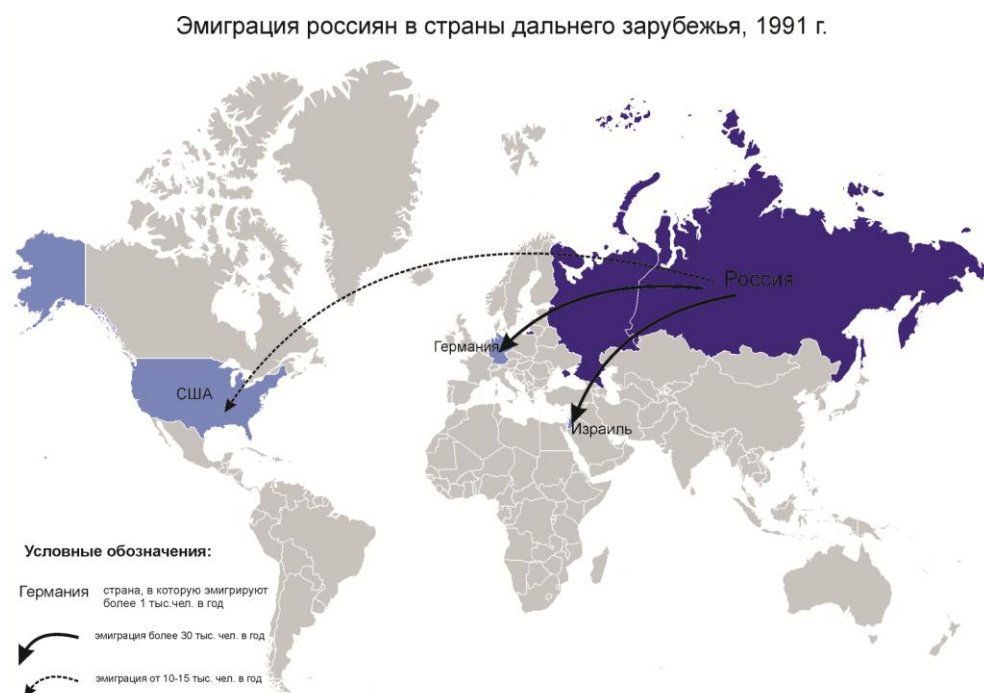 Эмиграция россиян в страны дальнего зарубежья, 1991 г.
Россия
Германия
США
Израиль
Условные обозначения:
Германия
страна, в которую эмигрируют
более 1 тыс.чел. в год
эмиграция более 30 тыс. чел. в год
эмиграция от 10-15 тыс. чел. в год